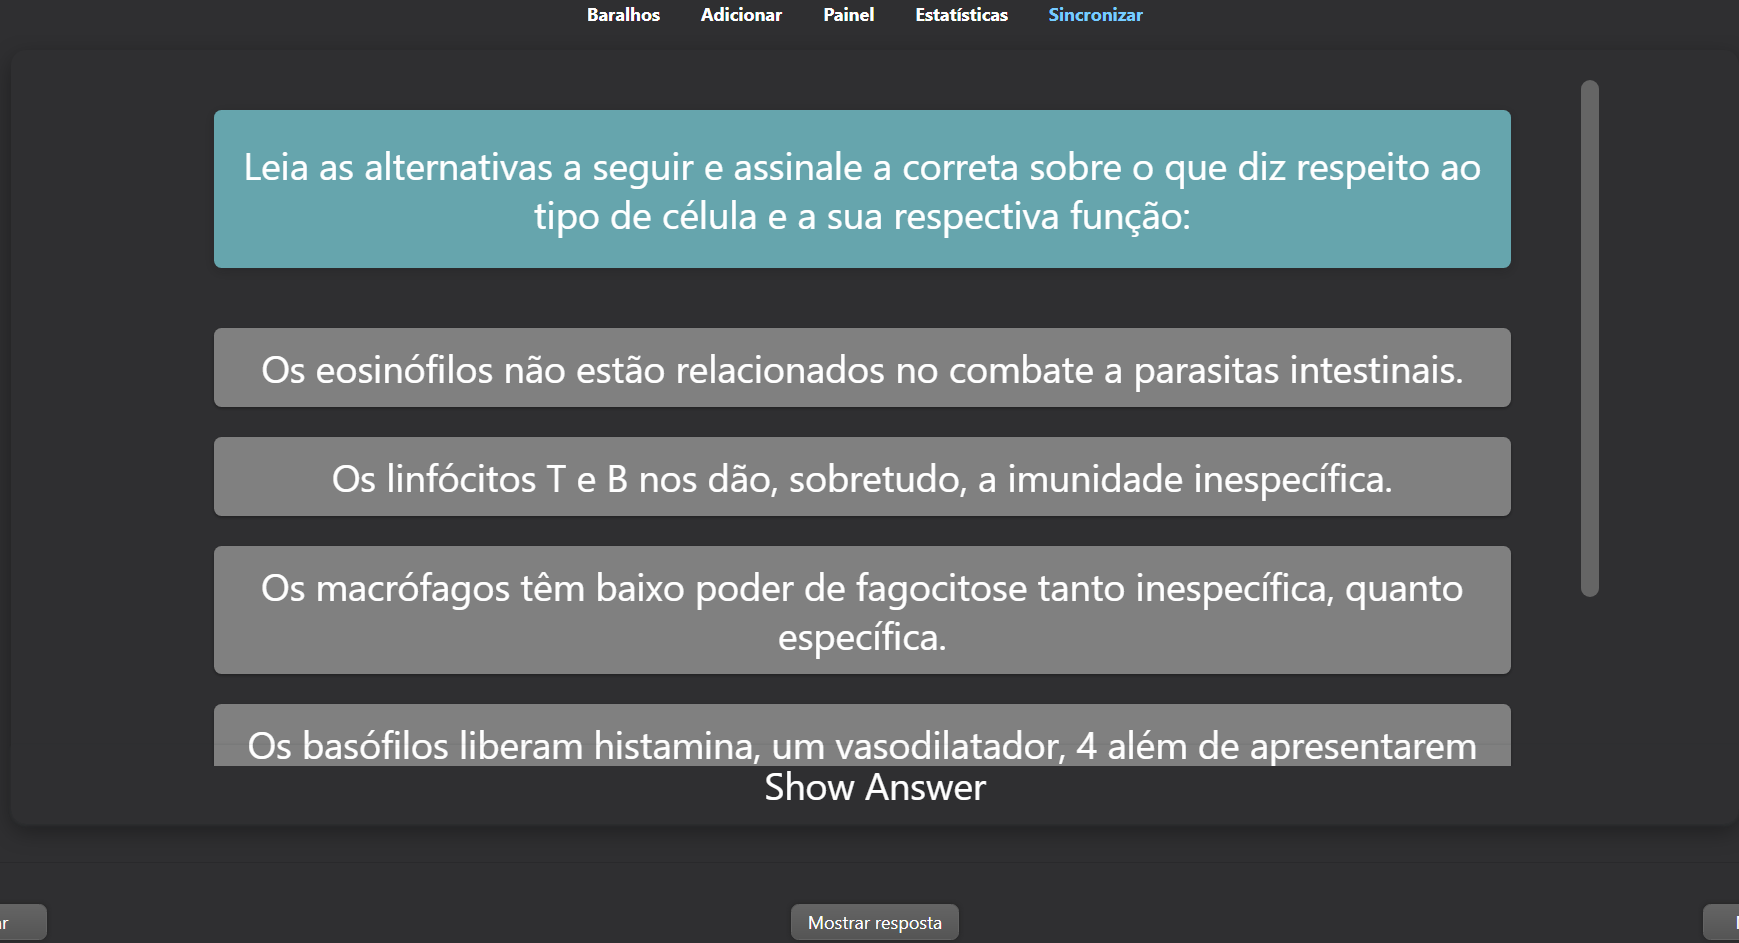 Baralhos Adicionar Painel Estatísticas Sincronizar
Leia as alternativas a seguir e assinale a correta sobre o que diz respeito ao
tipo de célula e a sua respectiva função:
Os eosinófilos não estão relacionados no combate a parasitas intestinais.
Os linfócitos T e B nos dão, sobretudo, a imunidade inespecífica.
Os macrófagos têm baixo poder de fagocitose tanto inespecífica, quanto
específica.
Os basófilos liberam histamina, um vasodilatador, 4 além de apresentarem
Show Answer
Mostrar resposta